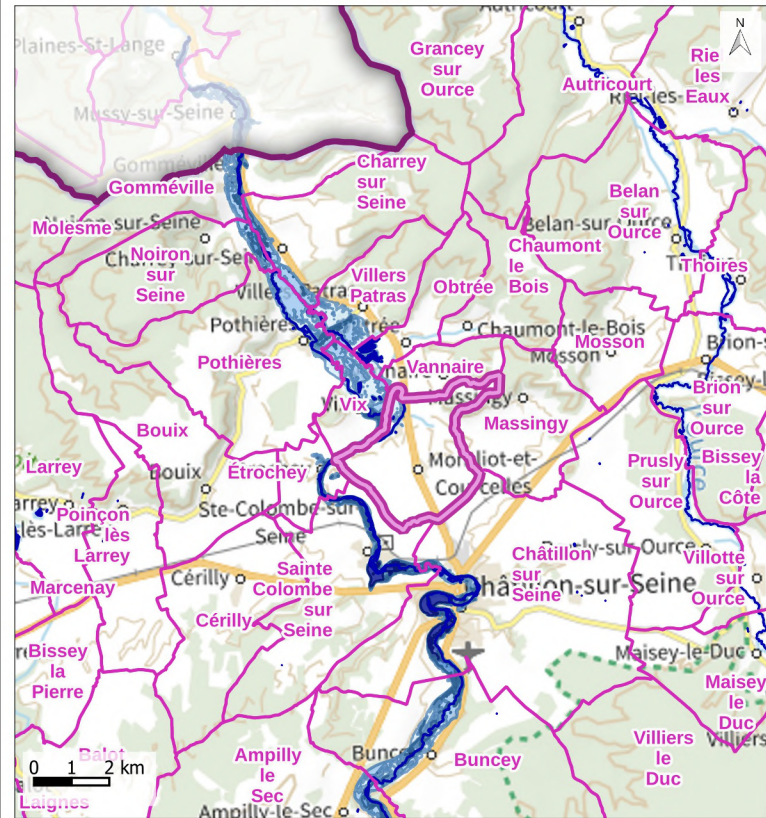 Autricourt
N
Plaines-St-Lange
Grancey
sur
Ource
Rie
les
Eaux
Autricourt
Mussy-sur-Seine
Gomméville
Charrey
sur
Seine
Gomméville
Belan
sur
Ource
Molesme
Belan-sur-Ource
Noiron
sur
Seine
Chaumont
le
Bois
Thoires
Villers
Patras
Obtrée
Pothières
Chaumont-le-Bois
Mosson
Mosson
Pothières
Vannaire
Vix
Massingy
Brion
sur
Ource
Bouix
Larrey
Étrochey
Bouix
Prusly
sur
Ource
Bissey
la
Côte
Ste-Colombe-sur-
Seine
Poinçon
lès
Larrey
Marcenay
Cérilly
Sainte
Colombe
sur
Seine
Châtillon
sur
Seine
Châtillon-sur-Seine
Villotte
sur
Ource
Cérilly
Maisey-le-Duc
Bissey
la
Pierre
Maisey
le
Duc
Balot
Ampilly
le
Sec
Buncey
Villiers
le
Duc
0 1 2 km
Laignes
Ampilly-le-Sec